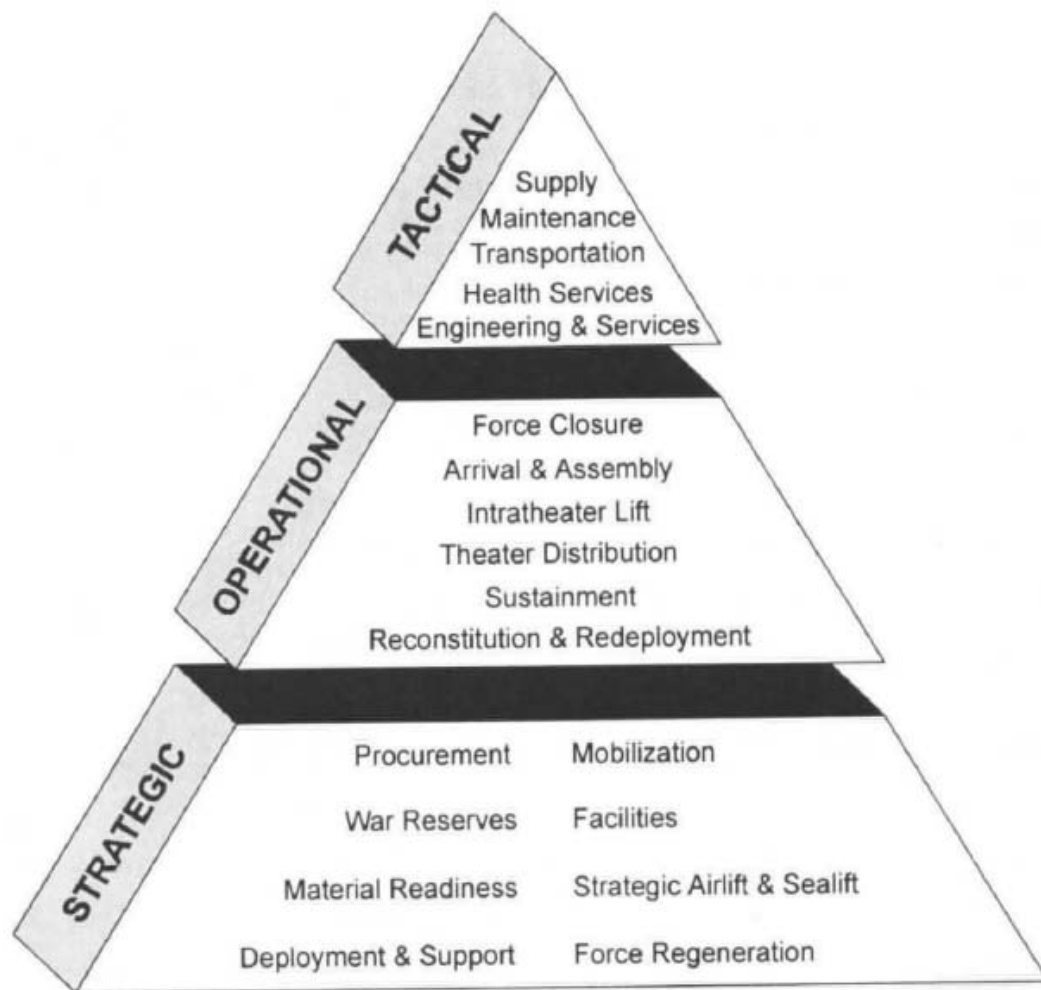 TACTICAL
Supply
Maintenance
Transportation
Health Services
Engineering & Services
OPERATIONAL
Force Closure
Arrival & Assembly
Intratheater Lift
Theater Distribution
Sustainment
Reconstitution & Redeployment
STRATEGIC
Procurement Mobilization
War Reserves Facilities
Material Readiness Strategic Airlift & Sealift
Deployment & Support Force Regeneration